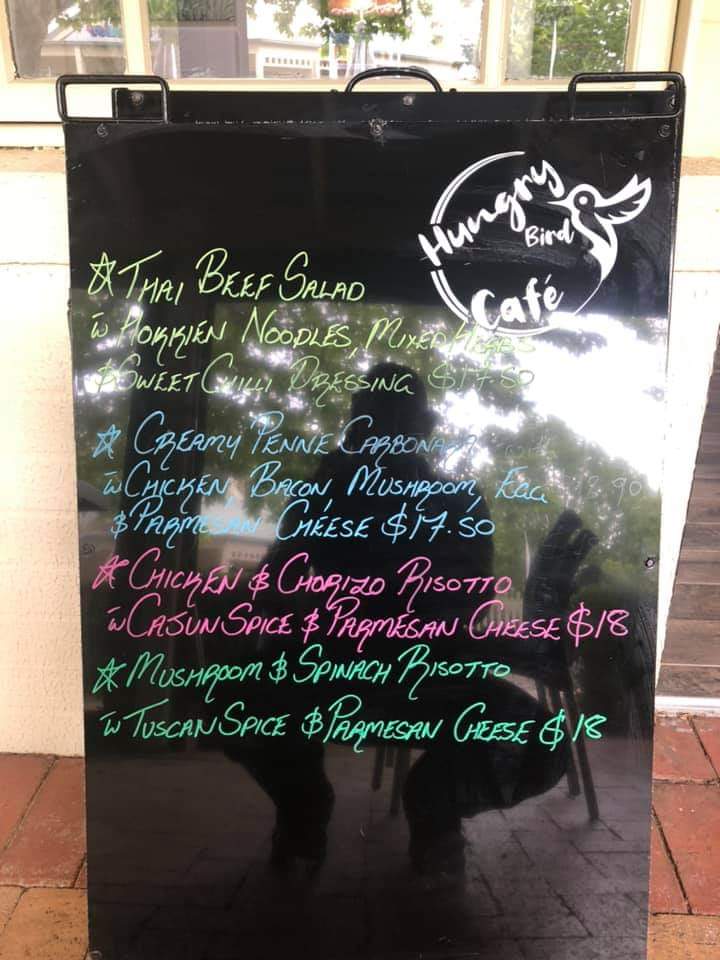 Hungry
Bird
Café
☆ THAI BEEF SALAD
w̄ HOKKIEN NOODLES, MIXED HERBS
& SWEET CHILLI DRESSING $17.50
☆ CREAMY PENNE CARBONARA
w̄ CHICKEN, BACON, MUSHROOM, EGG
& PARMESAN CHEESE $17.50
☆ CHICKEN & CHORIZO RISOTTO
w̄ CAJUN SPICE & PARMESAN CHEESE $18
☆ MUSHROOM & SPINACH RISOTTO
w̄ TUSCAN SPICE & PARMESAN CHEESE $18